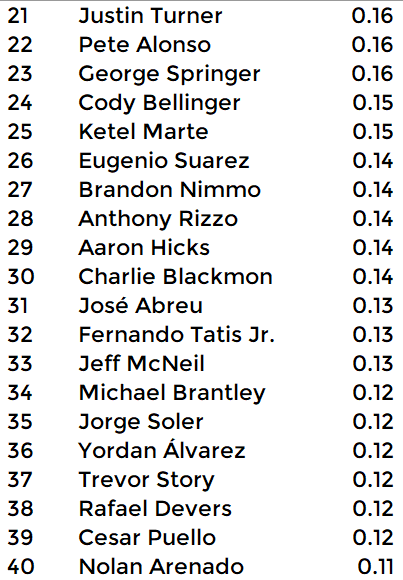 21 Justin Turner 0.16
22 Pete Alonso 0.16
23 George Springer 0.16
24 Cody Bellinger 0.15
25 Ketel Marte 0.15
26 Eugenio Suarez 0.14
27 Brandon Nimmo 0.14
28 Anthony Rizzo 0.14
29 Aaron Hicks 0.14
30 Charlie Blackmon 0.14
31 José Abreu 0.13
32 Fernando Tatis Jr. 0.13
33 Jeff McNeil 0.13
34 Michael Brantley 0.12
35 Jorge Soler 0.12
36 Yordan Álvarez 0.12
37 Trevor Story 0.12
38 Rafael Devers 0.12
39 Cesar Puello 0.12
40 Nolan Arenado 0.11